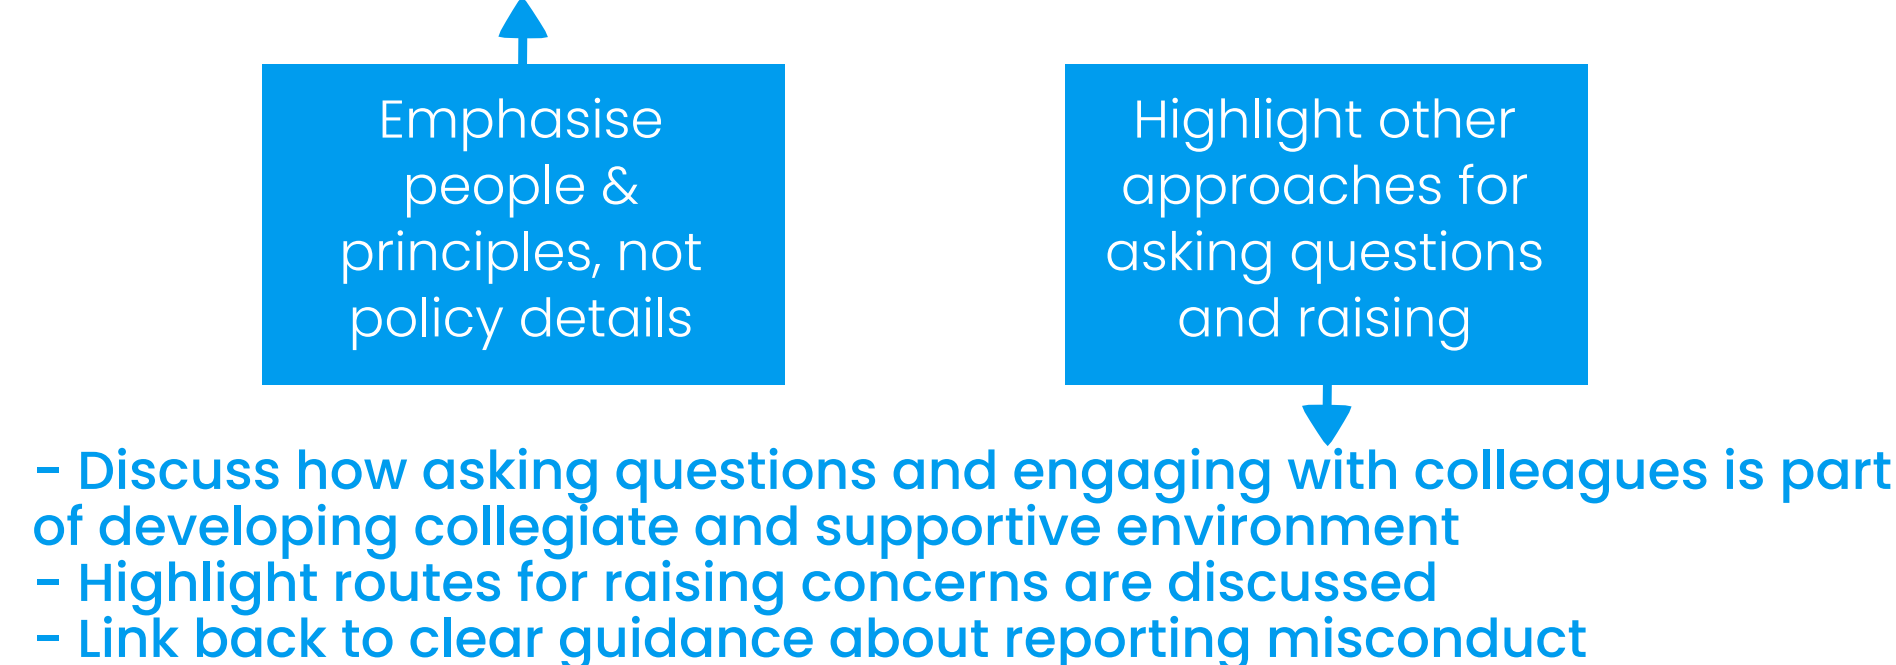 Emphasise
people &
principles, not
policy details
Highlight other
approaches for
asking questions
and raising
- Discuss how asking questions and engaging with colleagues is part
of developing collegiate and supportive environment
- Highlight routes for raising concerns are discussed
- Link back to clear guidance about reporting misconduct